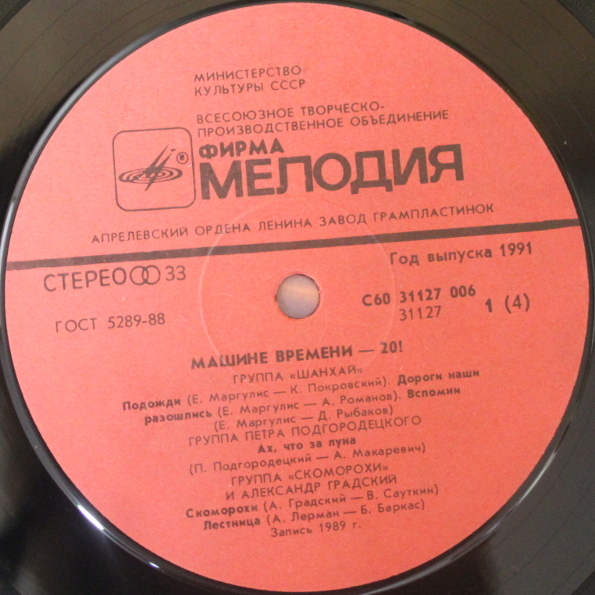 МИНИСТЕРСТВО
КУЛЬТУРЫ СССР
ВСЕСОЮЗНОЕ ТВОРЧЕСКО-
ПРОИЗВОДСТВЕННОЕ ОБЪЕДИНЕНИЕ
®
ФИРМА
МЕЛОДИЯ
АПРЕЛЕВСКИЙ ОРДЕНА ЛЕНИНА ЗАВОД ГРАМПЛАСТИНОК
СТЕРЕО 33
Год выпуска 1991
ГОСТ 5289-88
С60 31127 006
31127
1 (4)
МАШИНЕ ВРЕМЕНИ — 20!
ГРУППА «ШАНХАЙ«
Подожди (Е. Маргулис — К. Покровский). Дороги наши
разошлись (Е. Маргулис — А. Романов). Вспомни
(Е. Маргулис — Д. Рыбаков)
ГРУППА ПЕТРА ПОДГОРОДЕЦКОГО
Ах, что за луна
(П. Подгородецкий — А. Макаревич)
ГРУППА «СКОМОРОХИ»
И АЛЕКСАНДР ГРАДСКИЙ
Скоморохи (А. Градский — В. Сауткин)
Лестница (А. Лерман — Б. Баркас)
Запись 1989 г.